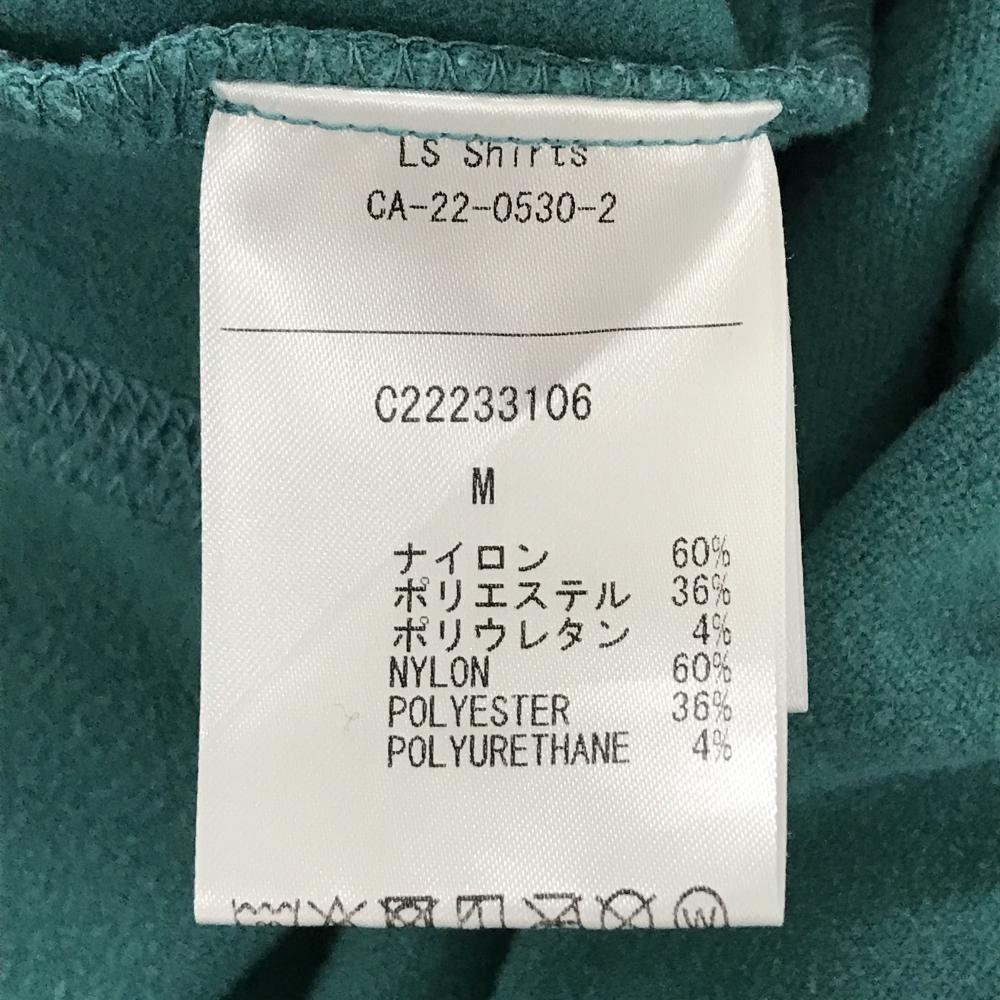 LS Shirts
CA-22-0530-2
C22233106
M
ナイロン 60%
ポリエステル 36%
ポリウレタン 4%
NYLON 60%
POLYESTER 36%
POLYURETHANE 4%
W